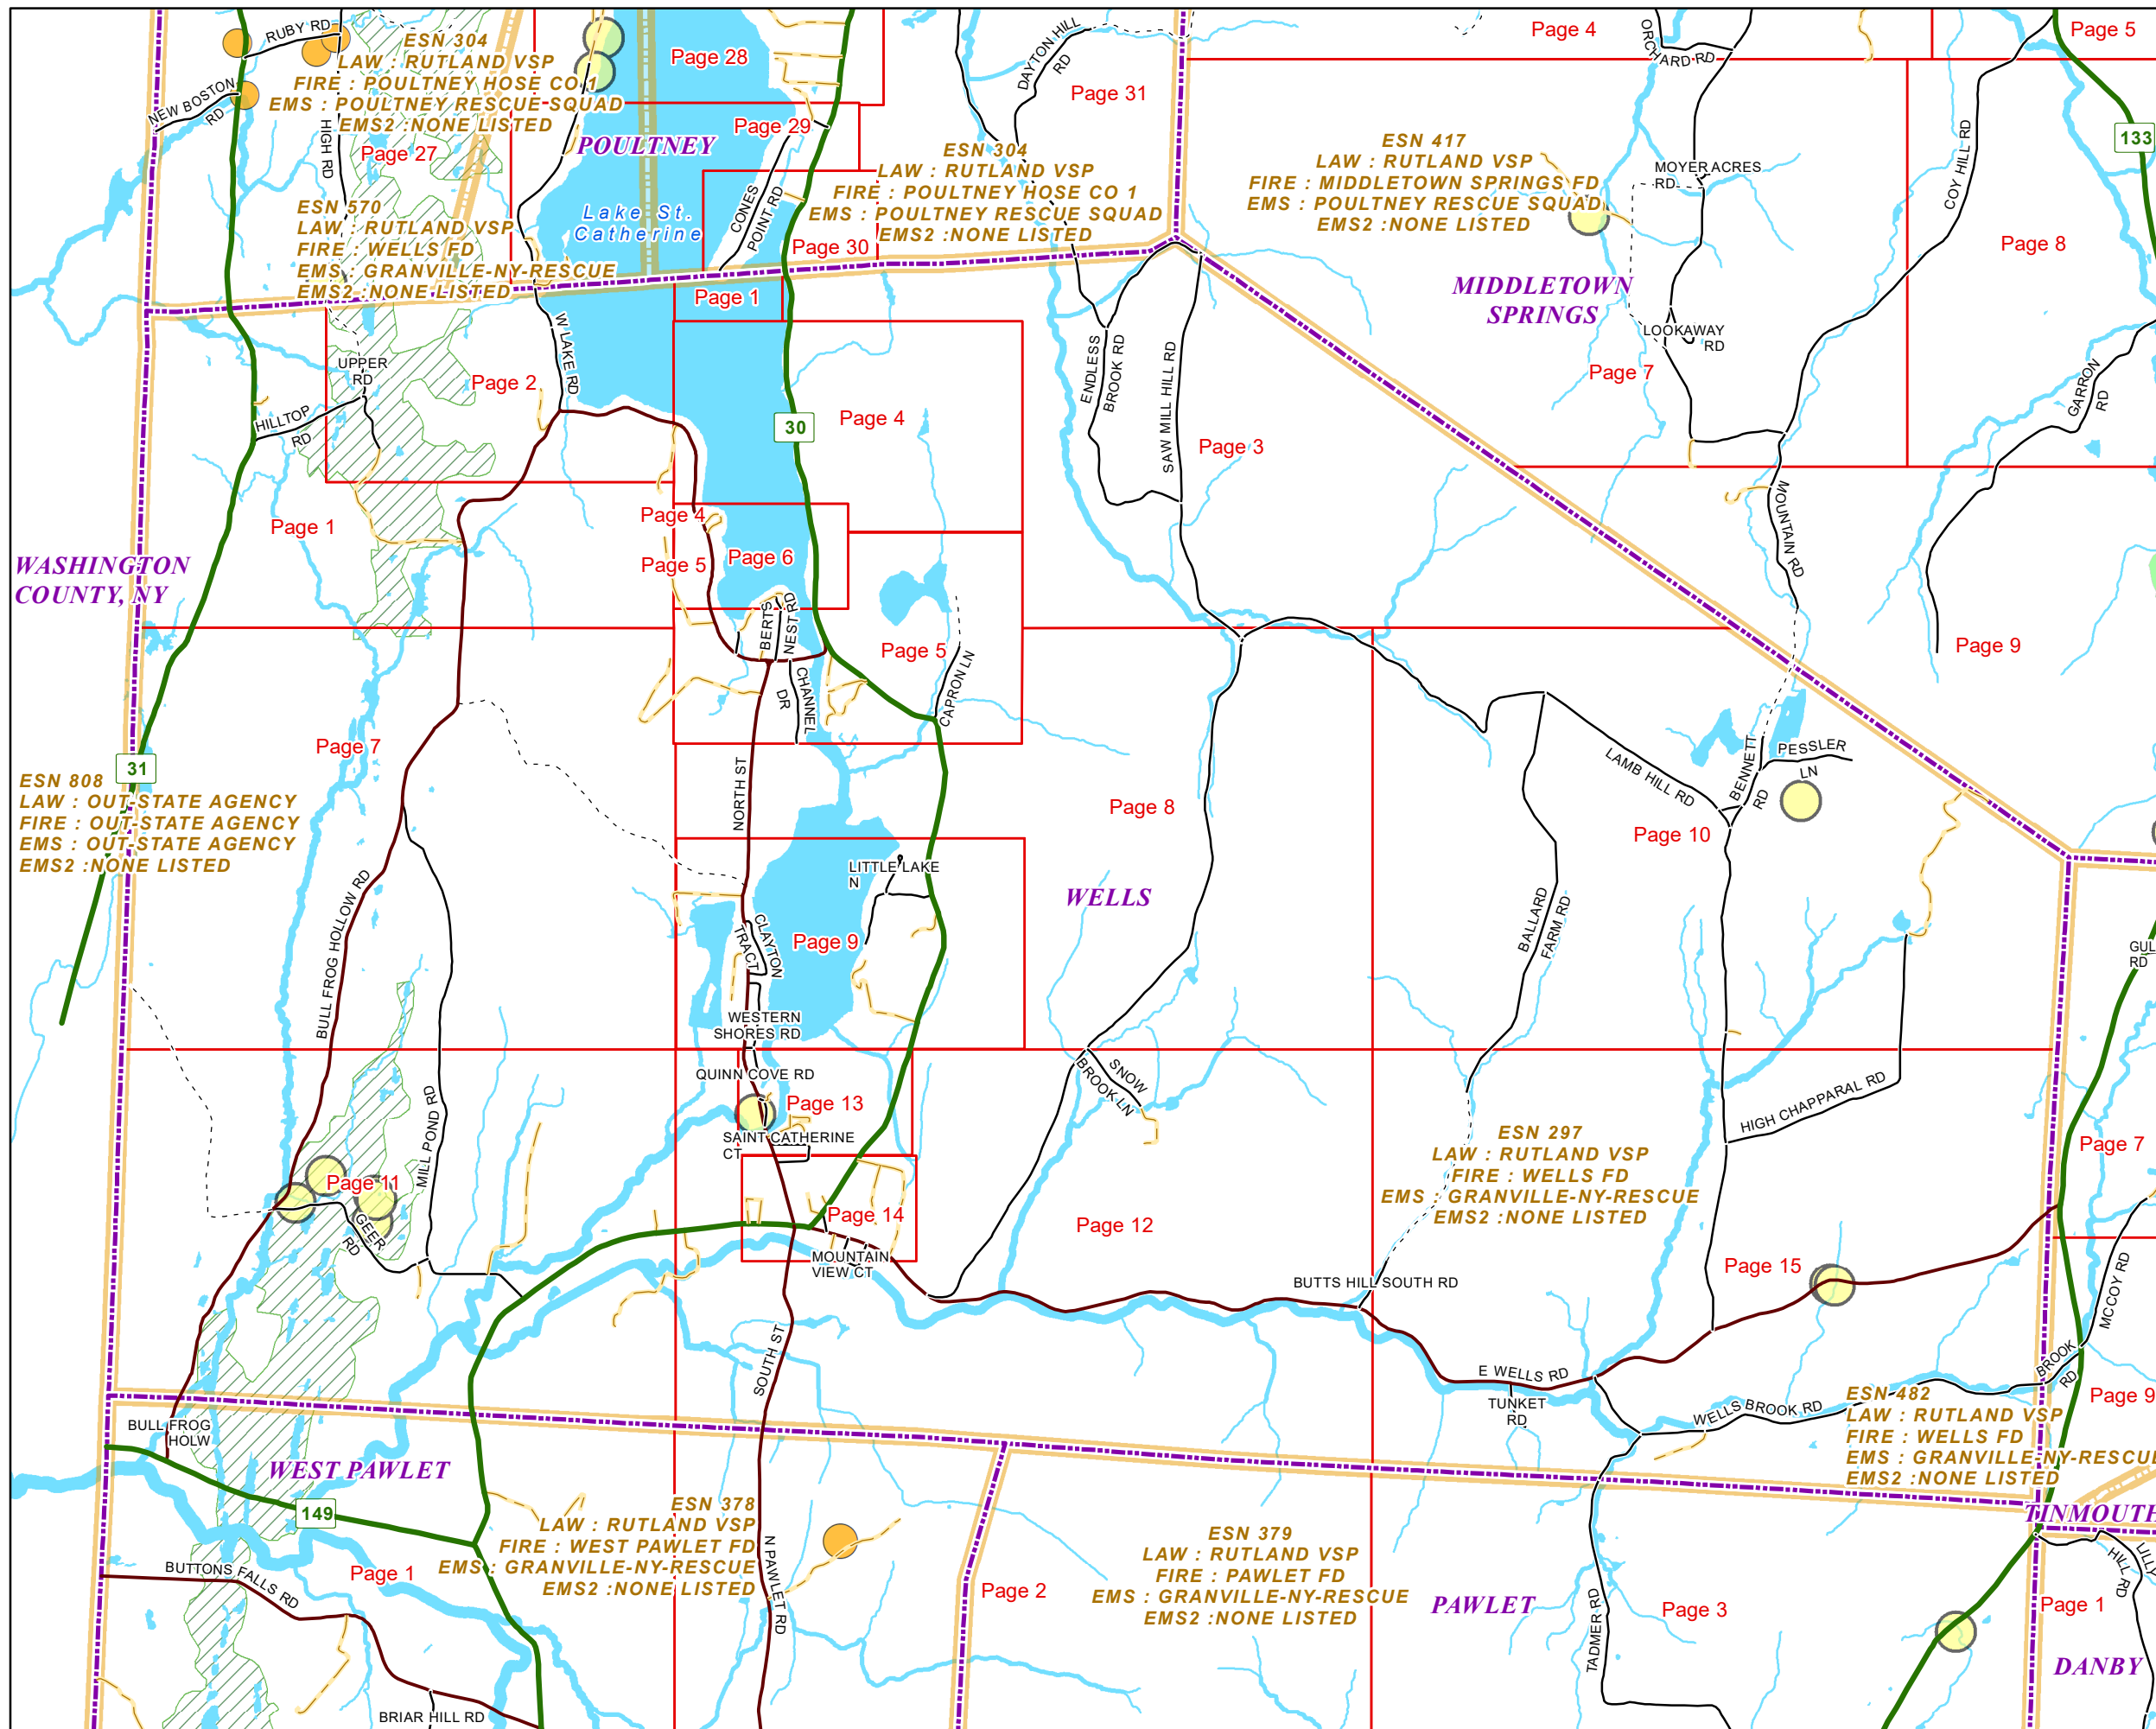 RUBY RD
NEW BOSTON
RD
HIGH RD
ESN 304
LAW : RUTLAND VSP
FIRE : POULTNEY HOSE CO 1
EMS : POULTNEY RESCUE SQUAD
EMS2 :NONE LISTED
Page 27
Page 28
Page 29
POULTNEY
Lake St.
Catherine
CONES
POINT RD
Page 30
DAYTON HILL
RD
Page 31
ESN 304
LAW : RUTLAND VSP
FIRE : POULTNEY HOSE CO 1
EMS : POULTNEY RESCUE SQUAD
EMS2 :NONE LISTED
Page 4
ORCHARD RD
Page 5
133
ESN 417
LAW : RUTLAND VSP
FIRE : MIDDLETOWN SPRINGS FD
EMS : POULTNEY RESCUE SQUAD
EMS2 :NONE LISTED
MOYER ACRES
RD
COY HILL RD
Page 8
ESN 570
LAW : RUTLAND VSP
FIRE : WELLS FD
EMS : GRANVILLE-NY-RESCUE
EMS2 :NONE LISTED
Page 1
MIDDLETOWN
SPRINGS
LOOKAWAY
RD
Page 7
GARRON
RD
W LAKE RD
UPPER
RD
HILLTOP
RD
Page 2
30
Page 4
ENDLESS
BROOK RD
SAW MILL HILL RD
Page 3
MOUNTAIN RD
Page 1
Page 4
Page 5
Page 6
WASHINGTON
COUNTY, NY
BERTS
NEST RD
Page 5
CAPRON LN
CHANNEL
DR
Page 9
Page 7
31
ESN 808
LAW : OUT-STATE AGENCY
FIRE : OUT-STATE AGENCY
EMS : OUT-STATE AGENCY
EMS2 :NONE LISTED
NORTH ST
Page 8
LAMB HILL RD
BENNETT
RD
PESSLER
LN
Page 10
LITTLE LAKE
N
WELLS
BULL FROG HOLLOW RD
CLAYTON
TRACT
Page 9
BALLARD
FARM RD
GUL
RD
WESTERN
SHORES RD
QUINN COVE RD
Page 13
SAINT CATHERINE
CT
SNOW
BROOK LN
MILL POND RD
HIGH CHAPPARAL RD
Page 7
ESN 297
LAW : RUTLAND VSP
FIRE : WELLS FD
EMS : GRANVILLE-NY-RESCUE
EMS2 :NONE LISTED
Page 11
GEER
RD
Page 14
MOUNTAIN
VIEW CT
Page 12
BUTTS HILL SOUTH RD
Page 15
MCCOY RD
SOUTH ST
E WELLS RD
TUNKET
RD
WELLS BROOK RD
BROOK
RD
Page 9
ESN 482
LAW : RUTLAND VSP
FIRE : WELLS FD
EMS : GRANVILLE-NY-RESCUE
EMS2 :NONE LISTED
BULL FROG
HOLW
WEST PAWLET
149
ESN 378
LAW : RUTLAND VSP
FIRE : WEST PAWLET FD
EMS : GRANVILLE-NY-RESCUE
EMS2 :NONE LISTED
N PAWLET RD
ESN 379
LAW : RUTLAND VSP
FIRE : PAWLET FD
EMS : GRANVILLE-NY-RESCUE
EMS2 :NONE LISTED
TINMOUTH
LILLY
HILL RD
BUTTONS FALLS RD
Page 1
Page 2
PAWLET
TADMER RD
Page 3
Page 1
DANBY
BRIAR HILL RD